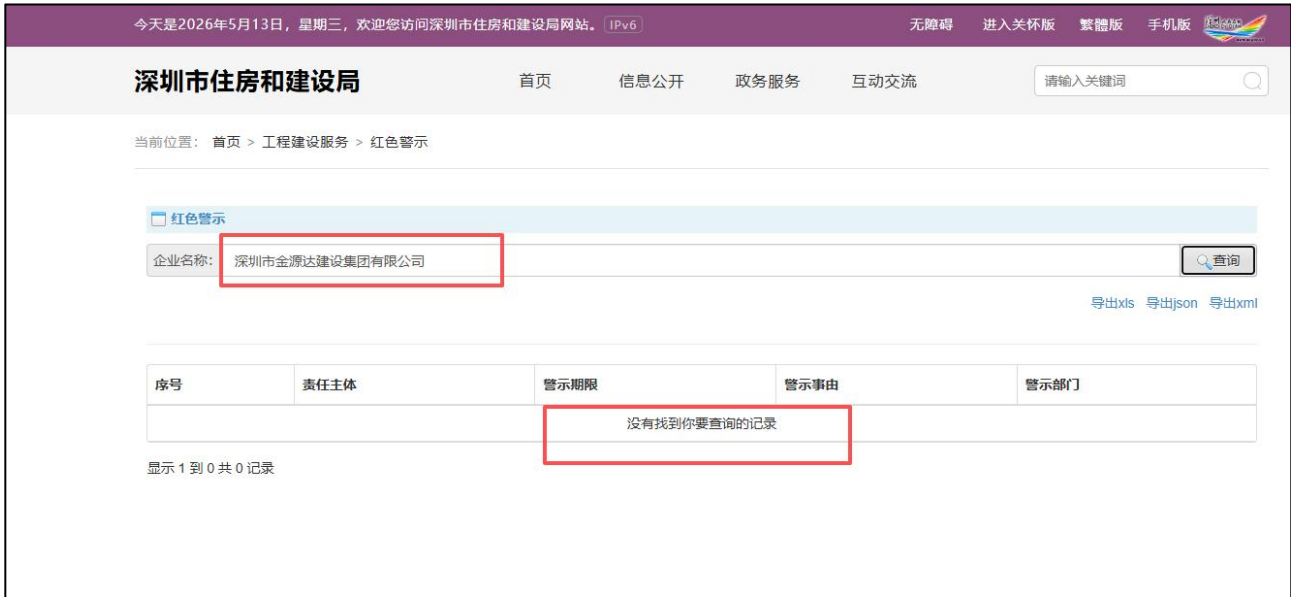 今天是2026年5月13日，星期三，欢迎您访问深圳市住房和建设局网站。 IPv6 无障碍 进入关怀版 繁體版 手机版
深圳市住房和建设局 首页 信息公开 政务服务 互动交流 请输入关键词
当前位置： 首页 > 工程建设服务 > 红色警示
红色警示
企业名称： 深圳市金源达建设集团有限公司 查询
导出xls 导出json 导出xml
序号 责任主体 警示期限 警示事由 警示部门
没有找到你要查询的记录
显示 1 到 0 共 0 记录